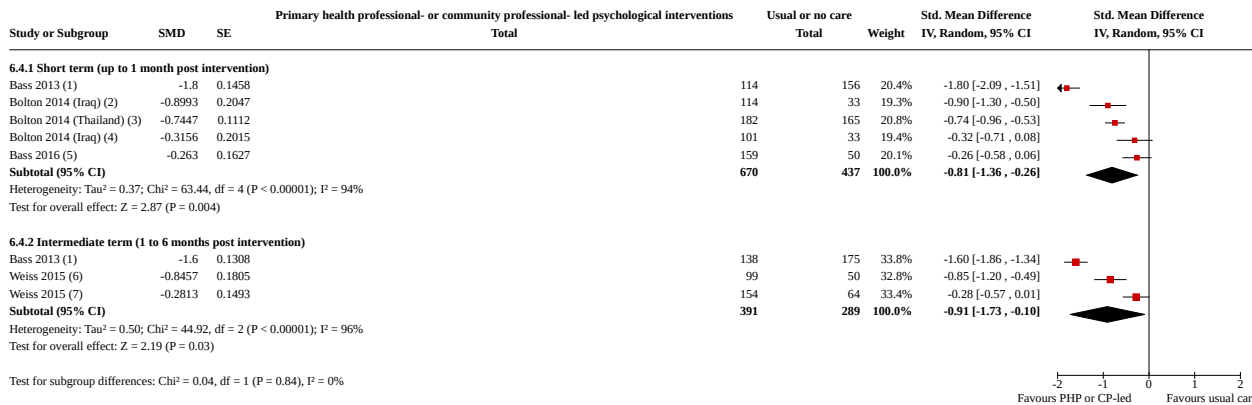 Primary health professional- or community professional- led psychological interventions Usual or no care Std. Mean Difference Std. Mean Difference
Study or Subgroup SMD SE Total Total Weight IV, Random, 95% CI IV, Random, 95% CI
6.4.1 Short term (up to 1 month post intervention)
Bass 2013 (1) -1.8 0.1458 114 156 20.4% -1.80 [-2.09 , -1.51]
Bolton 2014 (Iraq) (2) -0.8993 0.2047 114 33 19.3% -0.90 [-1.30 , -0.50]
Bolton 2014 (Thailand) (3) -0.7447 0.1112 182 165 20.8% -0.74 [-0.96 , -0.53]
Bolton 2014 (Iraq) (4) -0.3156 0.2015 101 33 19.4% -0.32 [-0.71 , 0.08]
Bass 2016 (5) -0.263 0.1627 159 50 20.1% -0.26 [-0.58 , 0.06]
Subtotal (95% CI) 670 437 100.0% -0.81 [-1.36 , -0.26]
Heterogeneity: Tau² = 0.37; Chi² = 63.44, df = 4 (P < 0.00001); I² = 94%
Test for overall effect: Z = 2.87 (P = 0.004)
6.4.2 Intermediate term (1 to 6 months post intervention)
Bass 2013 (1) -1.6 0.1308 138 175 33.8% -1.60 [-1.86 , -1.34]
Weiss 2015 (6) -0.8457 0.1805 99 50 32.8% -0.85 [-1.20 , -0.49]
Weiss 2015 (7) -0.2813 0.1493 154 64 33.4% -0.28 [-0.57 , 0.01]
Subtotal (95% CI) 391 289 100.0% -0.91 [-1.73 , -0.10]
Heterogeneity: Tau² = 0.50; Chi² = 44.92, df = 2 (P < 0.00001); I² = 96%
Test for overall effect: Z = 2.19 (P = 0.03)
Test for subgroup differences: Chi² = 0.04, df = 1 (P = 0.84), I² = 0%
-2 -1 0 1 2
Favours PHP or CP-led Favours usual car